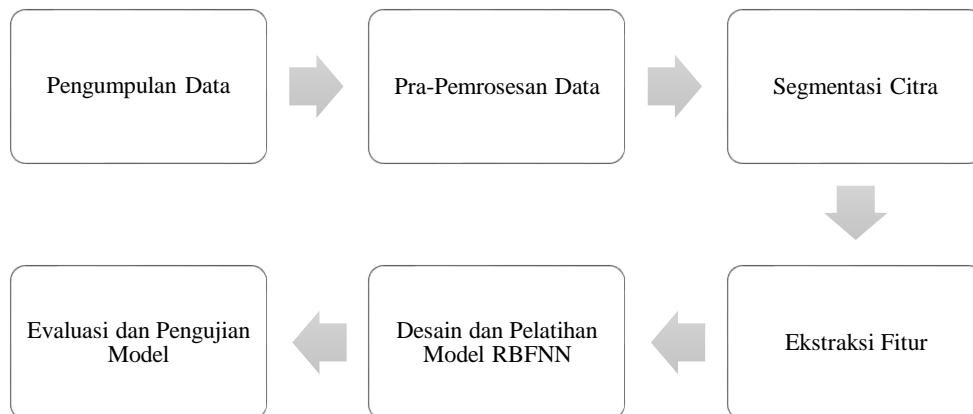 Pengumpulan Data
Pra-Pemrosesan Data
Segmentasi Citra
Ekstraksi Fitur
Desain dan Pelatihan
Model RBFNN
Evaluasi dan Pengujian
Model